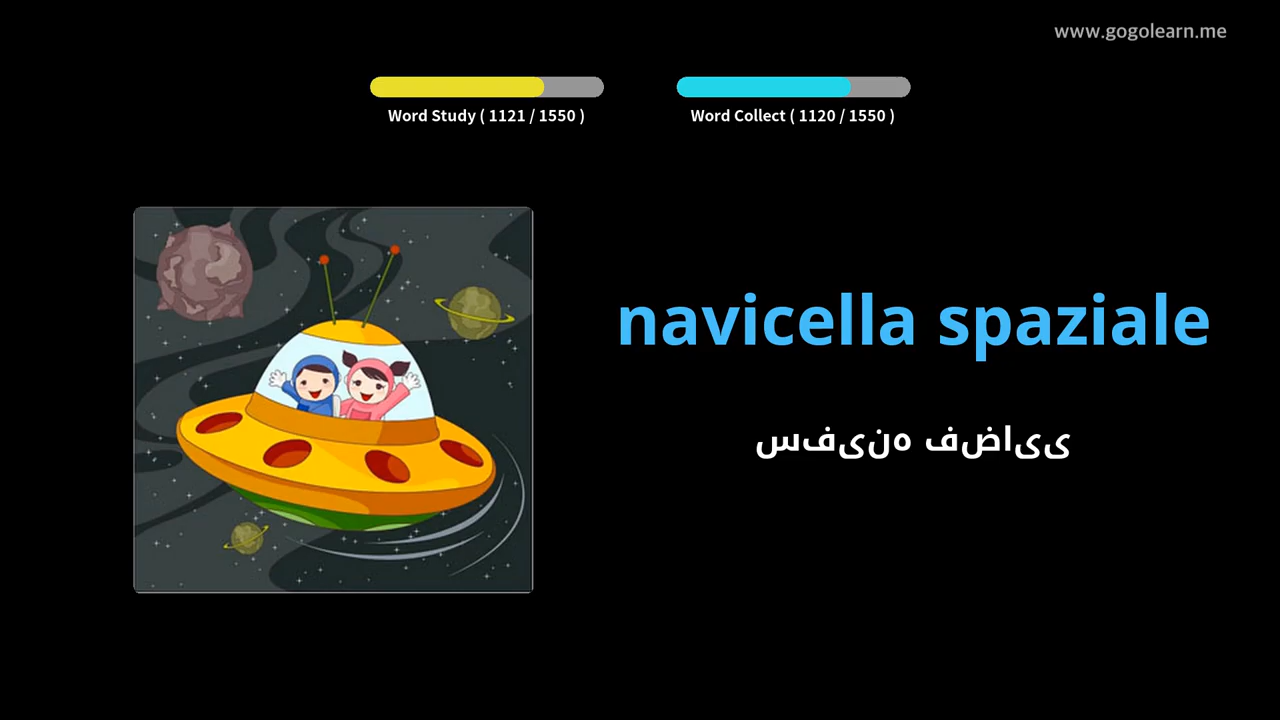 www.gogolearn.me
Word Study ( 1121 / 1550 )
Word Collect ( 1120 / 1550 )
navicella spaziale
سفینه فضایی